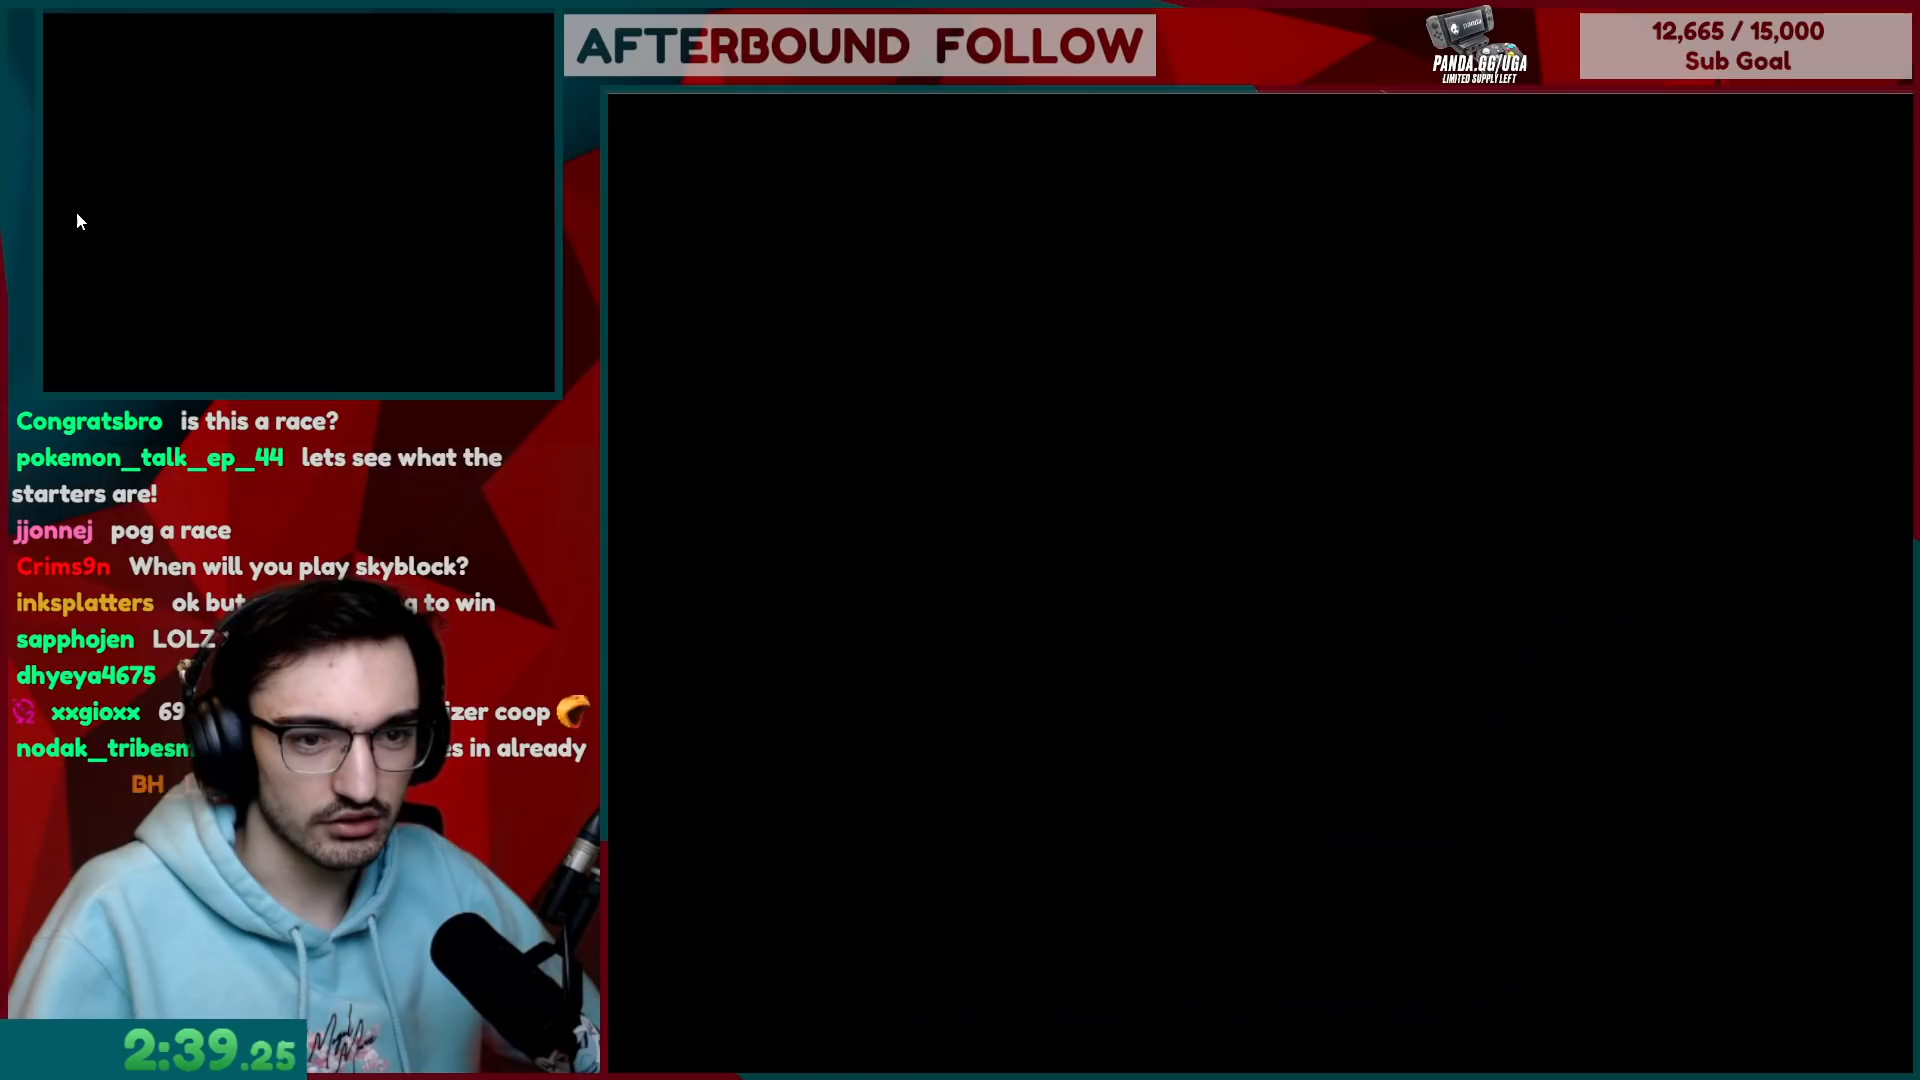 AFTERBOUND FOLLOW
PANDA.GG/UGA
LIMITED SUPPLY LEFT
12,665 / 15,000
Sub Goal
Congratsbro is this a race?
pokemon_talk_ep_44 lets see what the
starters are!
jjonnej pog a race
Crims9n When will you play skyblock?
inksplatters ok but to win
sapphojen LOLZ
dhyeya4675
xxgioxx 69 coop
nodak_tribesm in already
BH
2:39.25